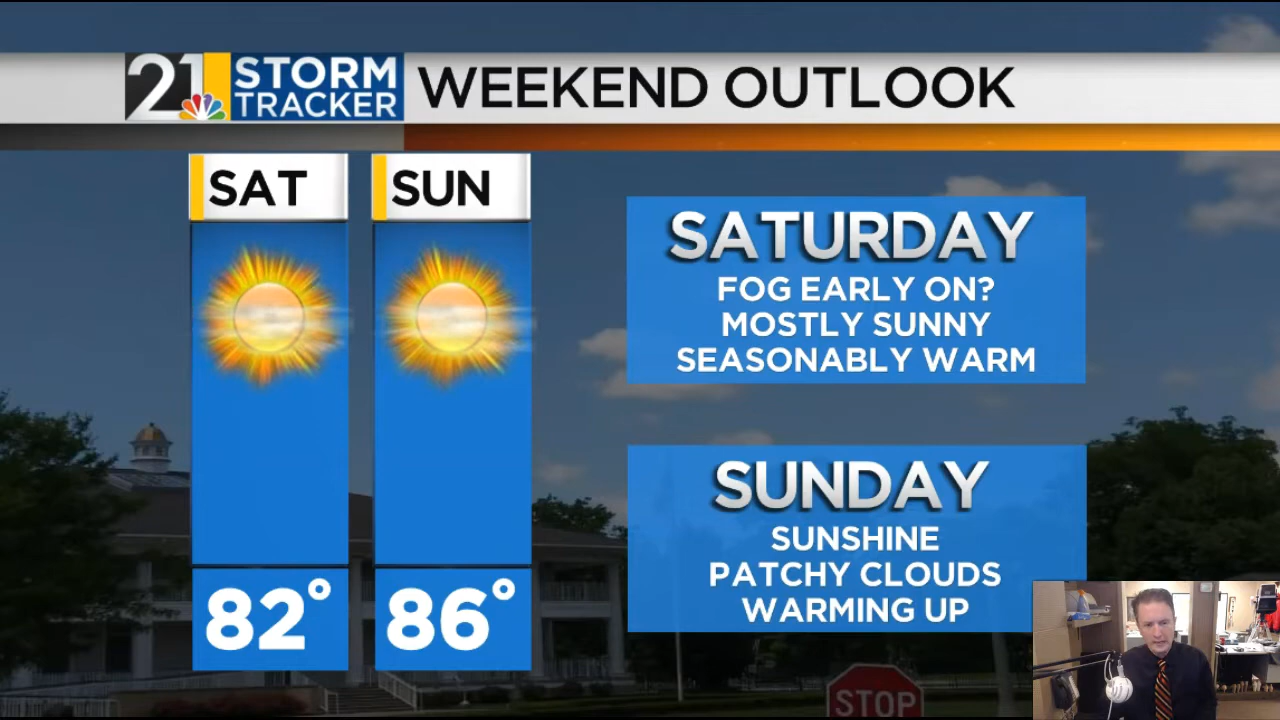 21 STORM TRACKER WEEKEND OUTLOOK
SAT SUN
82° 86°
SATURDAY
FOG EARLY ON?
MOSTLY SUNNY
SEASONABLY WARM
SUNDAY
SUNSHINE
PATCHY CLOUDS
WARMING UP
STOP